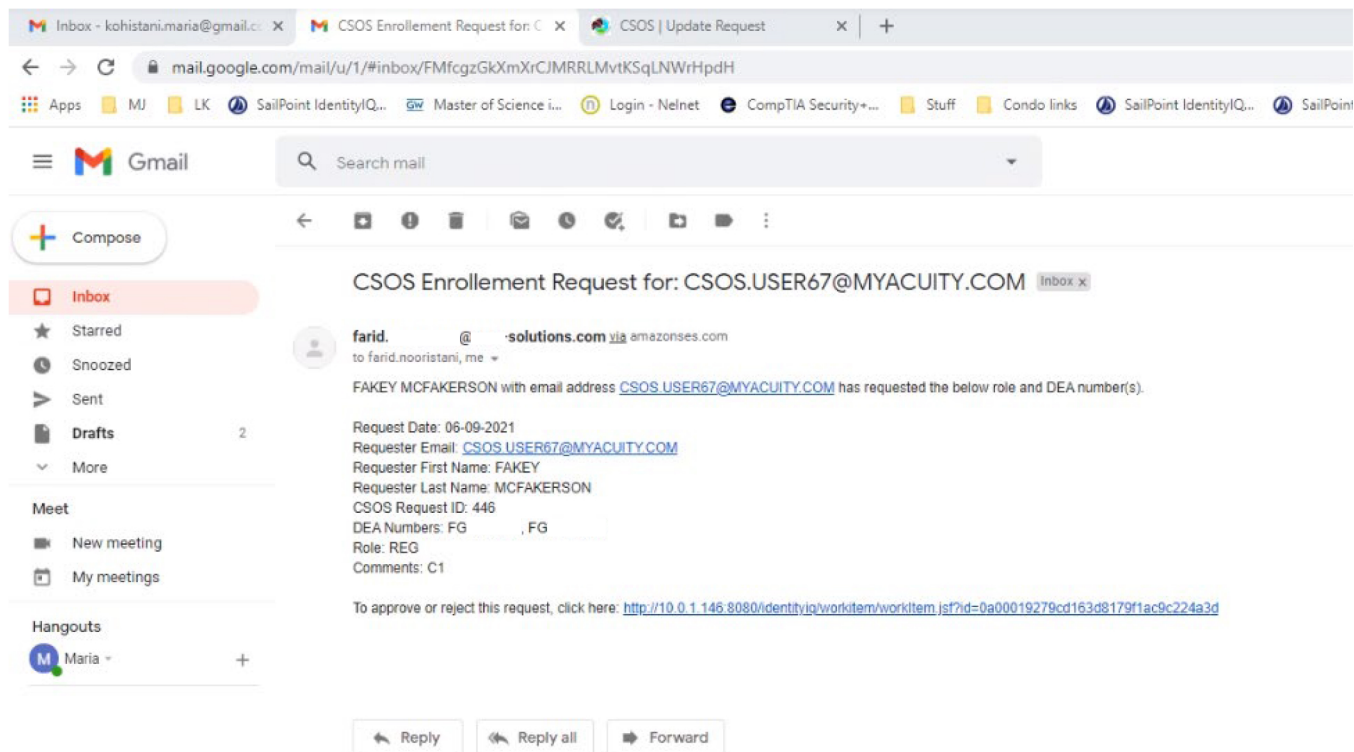 Inbox - kohistani.maria@gmail.c
CSOS Enrollement Request for: C
CSOS | Update Request
mail.google.com/mail/u/1/#inbox/FMfcgzGkXmXrCJMRRLMvtKSqLNWrHpdH
Apps MJ LK SailPoint IdentityIQ... GW Master of Science i... n Login - Nelnet CompTIA Security+... Stuff Condo links SailPoint IdentityIQ... SailPoint
Gmail
Search mail
Compose
Inbox
Starred
Snoozed
Sent
Drafts 2
More
Meet
New meeting
My meetings
Hangouts
M Maria
CSOS Enrollement Request for: CSOS.USER67@MYACUITY.COM Inbox x
farid. @ -solutions.com via amazonses.com
to farid.nooristani, me
FAKEY MCFAKERSON with email address CSOS.USER67@MYACUITY.COM has requested the below role and DEA number(s).
Request Date: 06-09-2021
Requester Email: CSOS.USER67@MYACUITY.COM
Requester First Name: FAKEY
Requester Last Name: MCFAKERSON
CSOS Request ID: 446
DEA Numbers: FG , FG
Role: REG
Comments: C1
To approve or reject this request, click here: http://10.0.1.146:8080/identityiq/workitem/workItem.jsf?id=0a00019279cd163d8179f1ac9c224a3d
Reply Reply all Forward